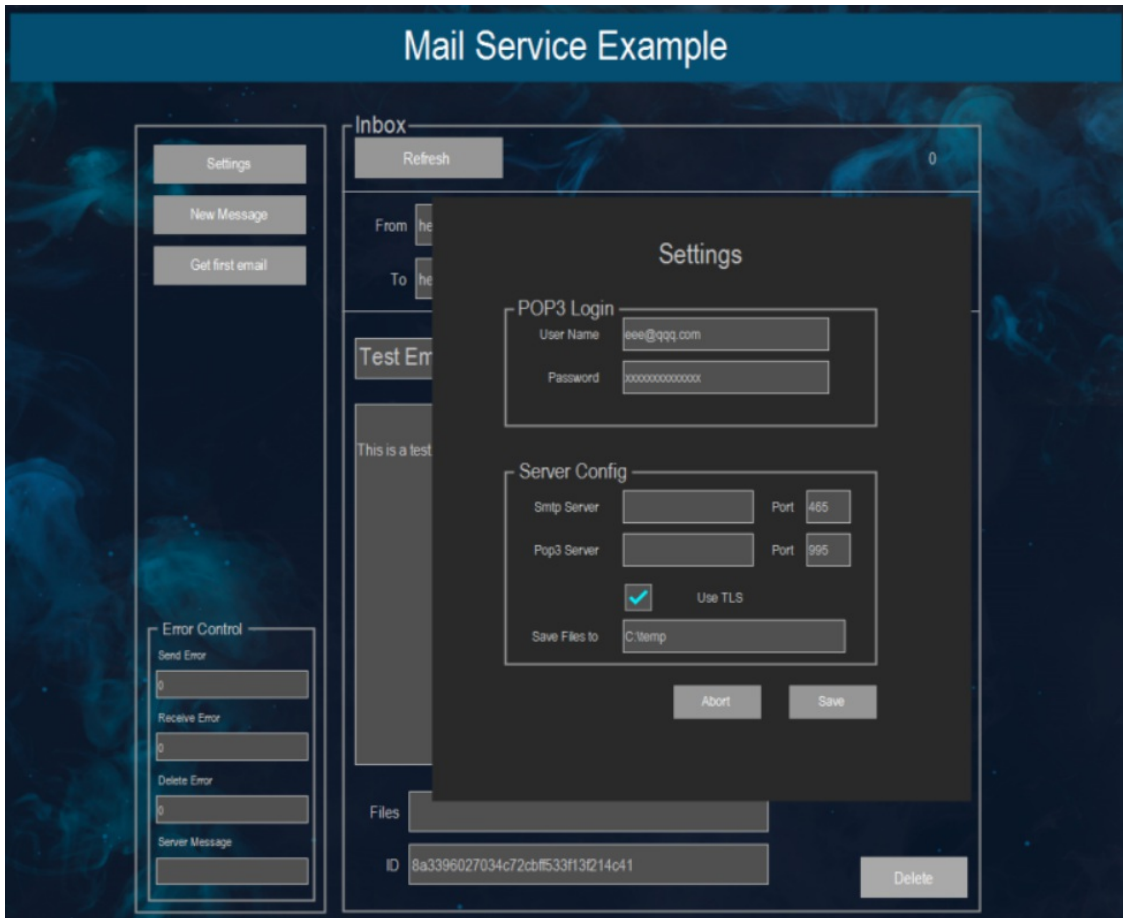 Mail Service Example
Settings
New Message
Get first email
Error Control
Send Error
0
Receive Error
0
Delete Error
0
Server Message
Inbox
Refresh
0
From he
To he
Test Em
This is a test
Files
ID 8a3396027034c72cbff533f13f214c41
Delete
Settings
POP3 Login
User Name eee@qqq.com
Password xxxxxxxxxxxxxx
Server Config
Smtp Server Port 465
Pop3 Server Port 995
Use TLS
Save Files to C:\temp
Abort Save